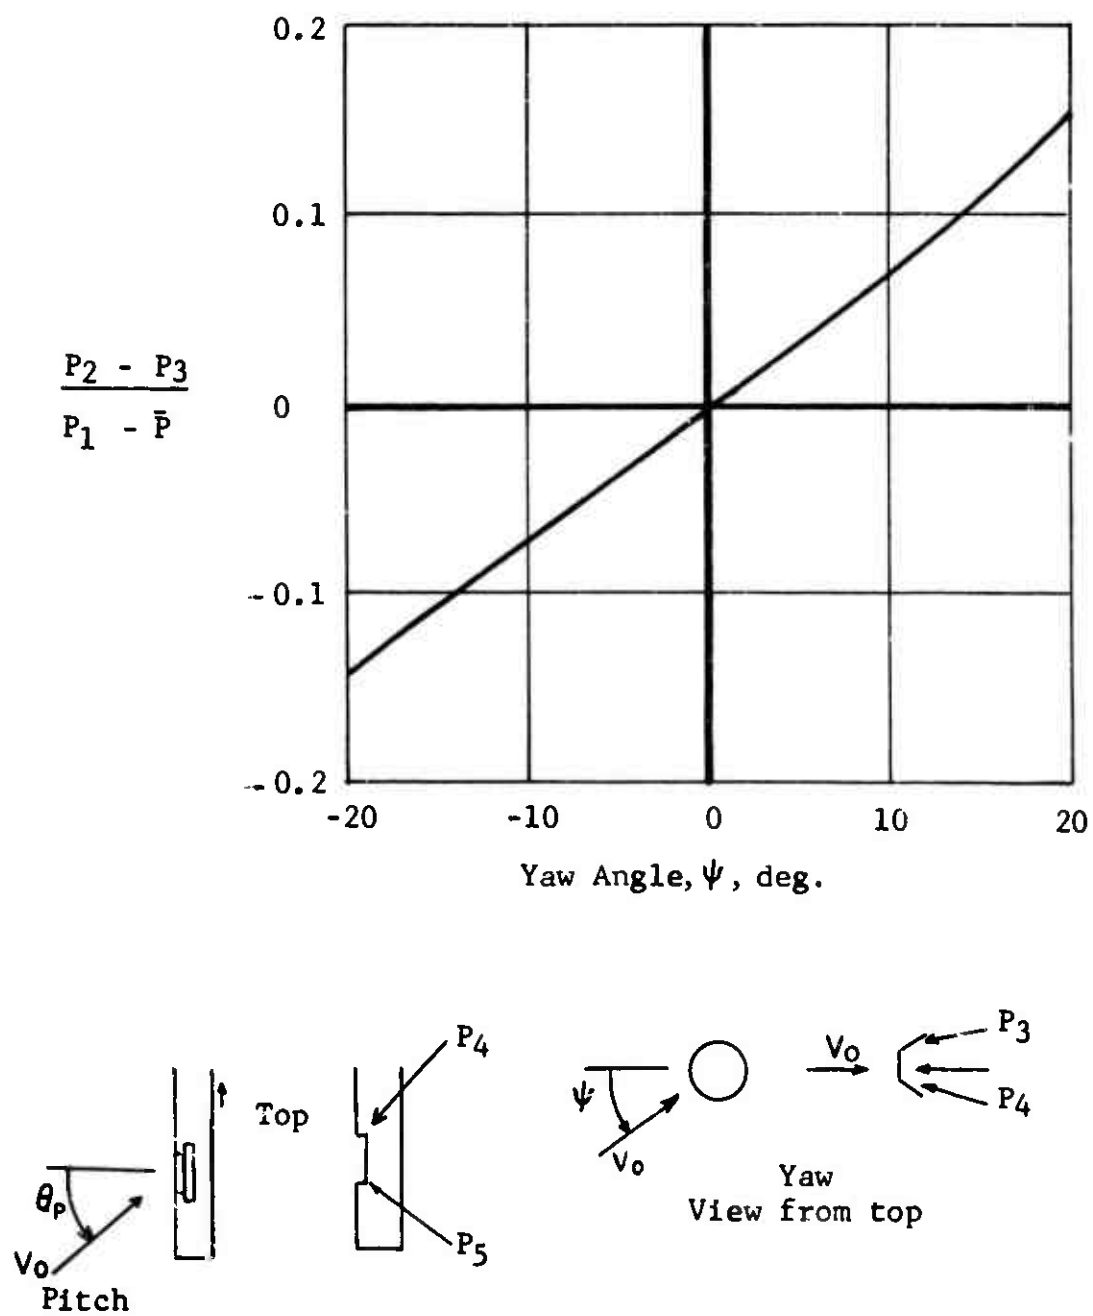 0.2
0.1
P2 - P3
P1 - P̄
0
-0.1
-0.2
-20 -10 0 10 20
Yaw Angle, ψ, deg.
P4
P3
V0
Top
ψ
P4
θP
V0
Yaw
View from top
P5
V0
Pitch